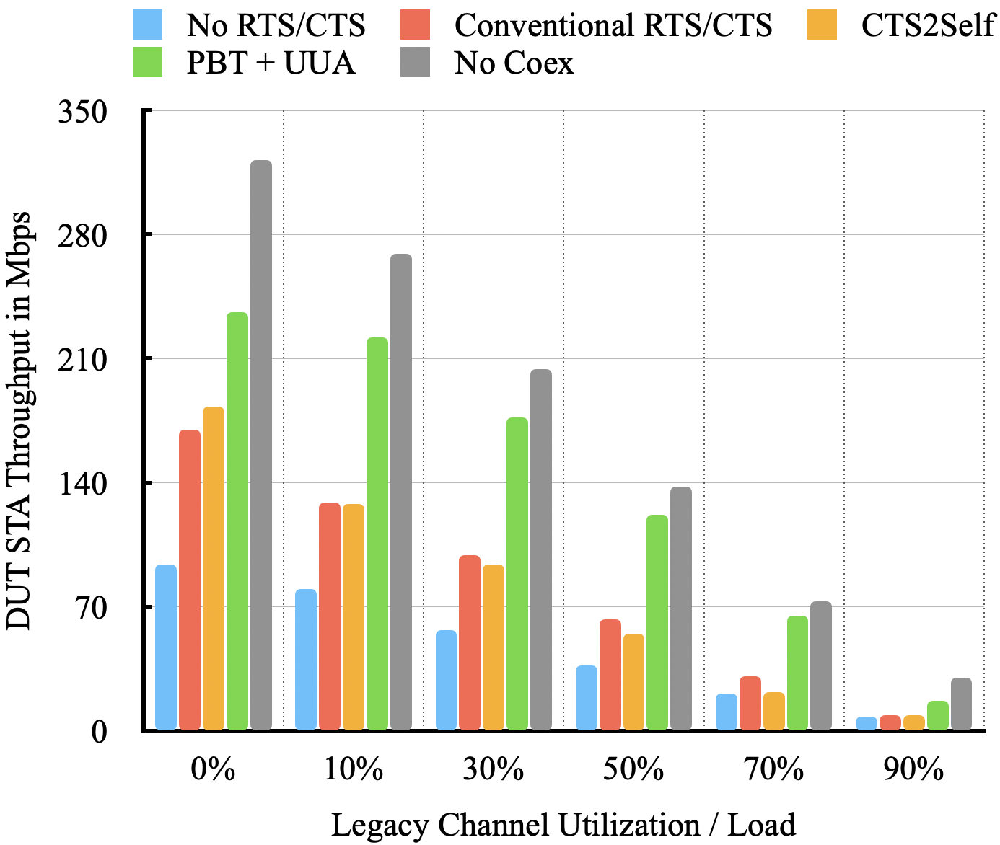 No RTS/CTS Conventional RTS/CTS CTS2Self
PBT + UUA No Coex
DUT STA Throughput in Mbps
350
280
210
140
70
0
0% 10% 30% 50% 70% 90%
Legacy Channel Utilization / Load